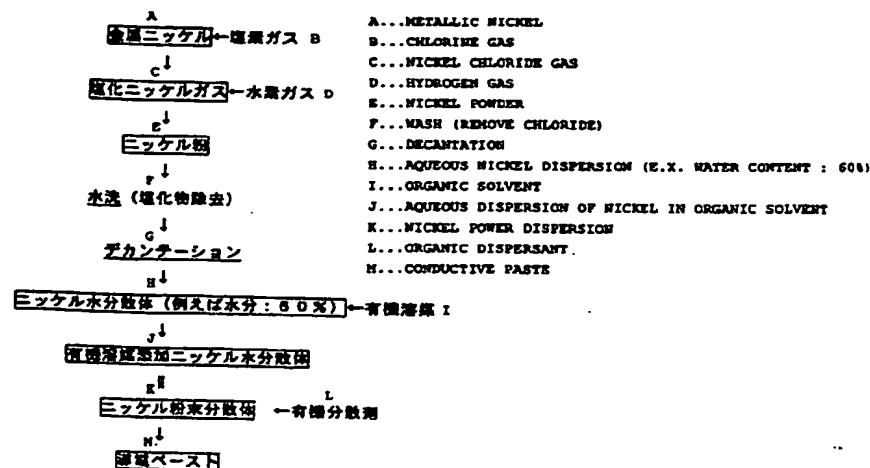 A
金属ニッケル←塩素ガス B
C↓
塩化ニッケルガス←水素ガス D
E↓
ニッケル粉
F↓
水洗 (塩化物除去)
G↓
デカンテーション
H↓
ニッケル水分散体 (例えば水分:60%)←有機溶媒 I
J↓
有機溶媒添加ニッケル水分散体
K॥
ニッケル粉末分散体 ←有機分散剤
L
M.↓
導電ペースト
A...METALLIC NICKEL
B...CHLORINE GAS
C...NICKEL CHLORIDE GAS
D...HYDROGEN GAS
E...NICKEL POWDER
F...WASH (REMOVE CHLORIDE)
G...DECANTATION
H...AQUEOUS NICKEL DISPERSION (E.X. WATER CONTENT : 60%)
I...ORGANIC SOLVENT
J...AQUEOUS DISPERSION OF NICKEL IN ORGANIC SOLVENT
K...NICKEL POWER DISPERSION
L...ORGANIC DISPERSANT
M...CONDUCTIVE PASTE